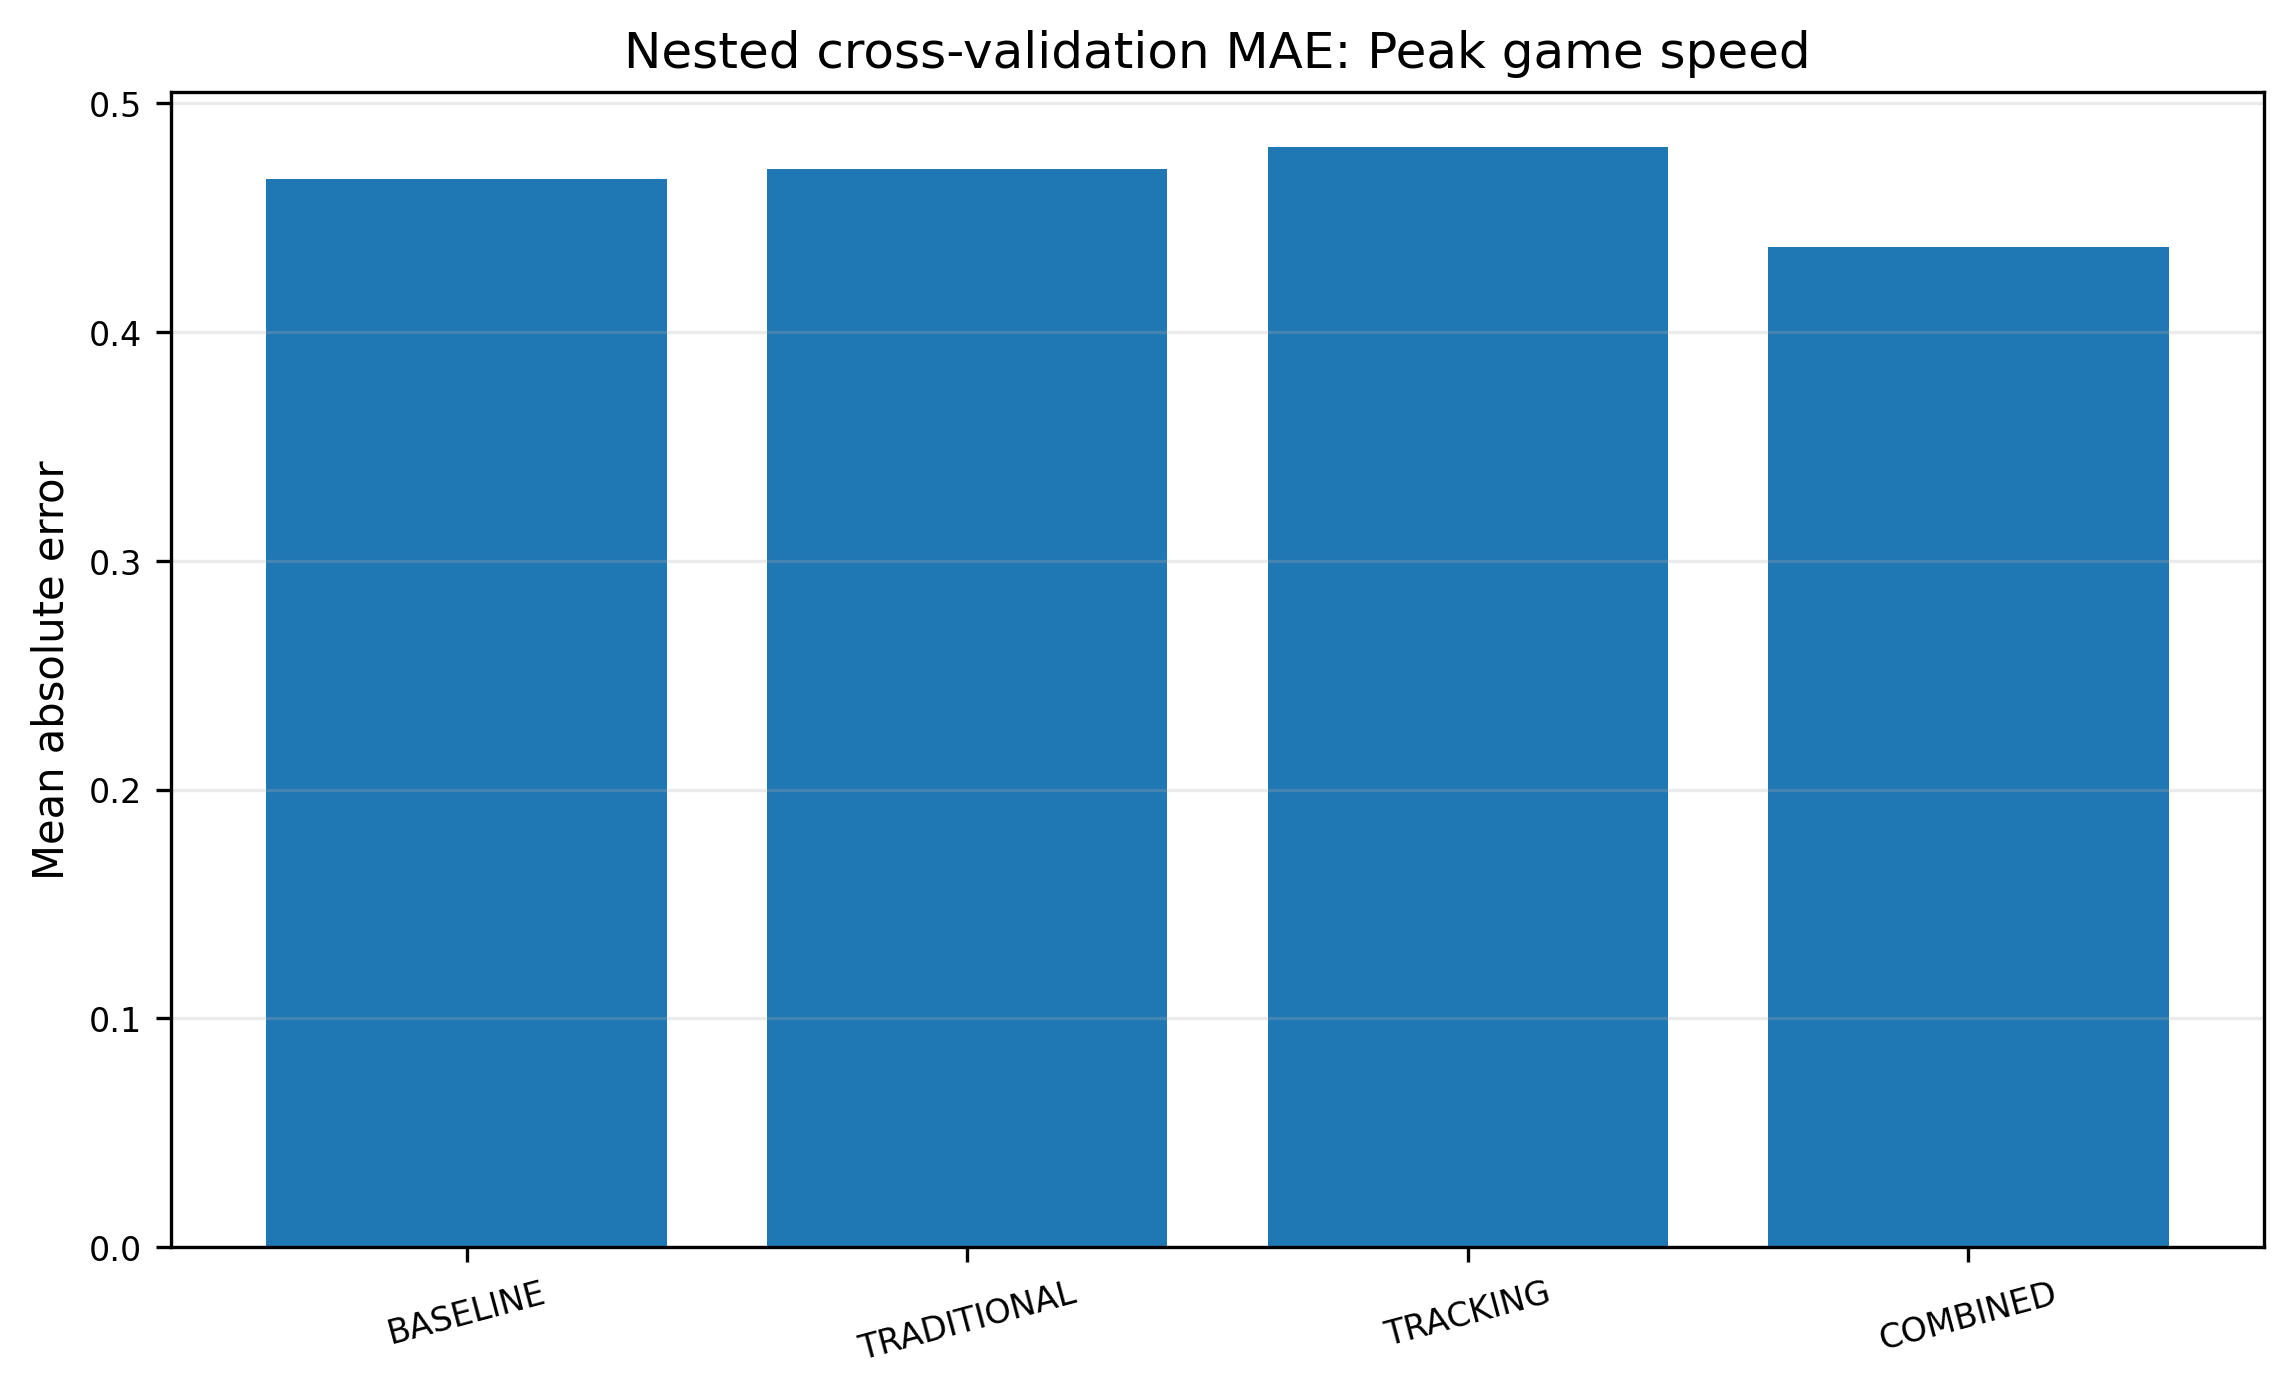 Nested cross-validation MAE: Peak game speed
Mean absolute error
0.5
0.4
0.3
0.2
0.1
0.0
BASELINE
TRADITIONAL
TRACKING
COMBINED